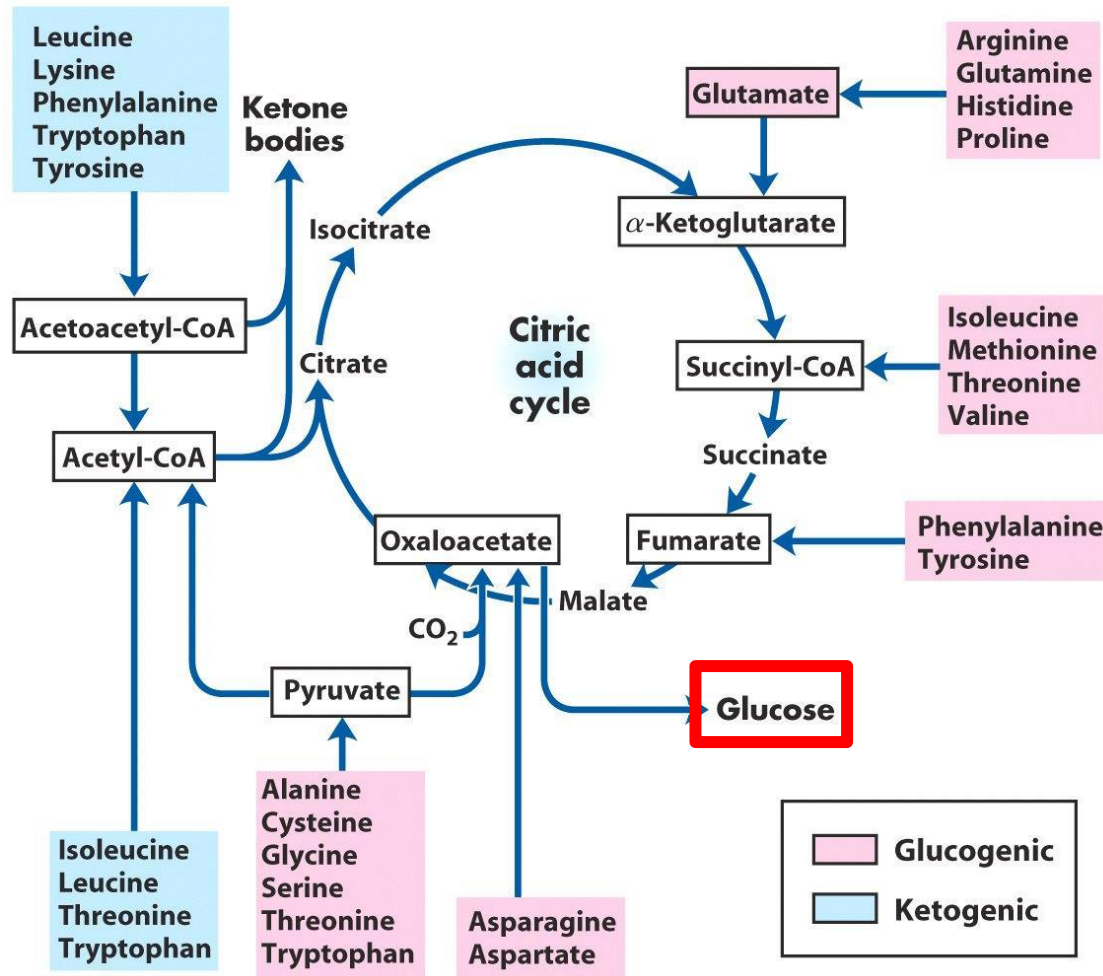 Leucine
Lysine
Phenylalanine
Tryptophan
Tyrosine
Ketone
bodies
Glutamate
Arginine
Glutamine
Histidine
Proline
Isocitrate
α-Ketoglutarate
Acetoacetyl-CoA
Citrate
Citric
acid
cycle
Succinyl-CoA
Isoleucine
Methionine
Threonine
Valine
Acetyl-CoA
Succinate
Oxaloacetate
Fumarate
Phenylalanine
Tyrosine
Malate
CO₂
Pyruvate
Glucose
Isoleucine
Leucine
Threonine
Tryptophan
Alanine
Cysteine
Glycine
Serine
Threonine
Tryptophan
Asparagine
Aspartate
Glucogenic
Ketogenic